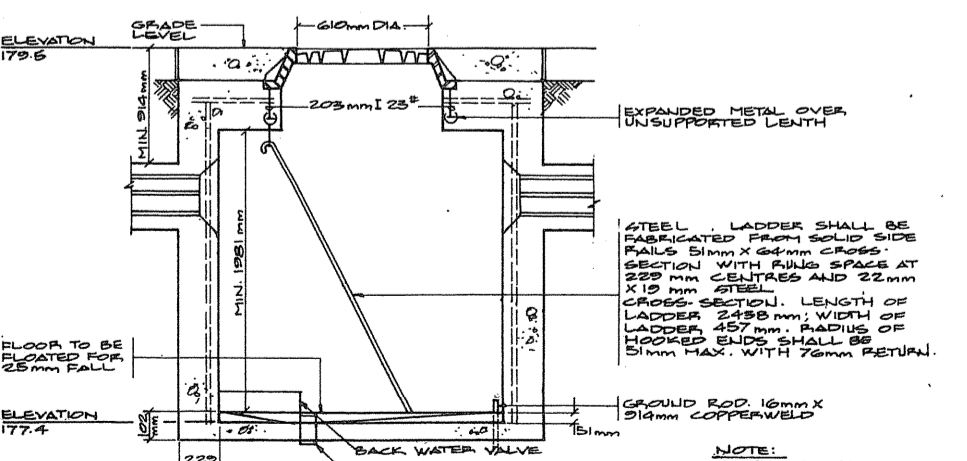 610mm DIA.
GRADE
LEVEL
ELEVATION
179.5
MIN. 914mm
203mm I 23#
EXPANDED METAL OVER
UNSUPPORTED LENTH
MIN. 1981mm
STEEL . LADDER SHALL BE
FABRICATED FROM SOLID SIDE
RAILS 51mm X 64mm CROSS-
SECTION WITH RUNG SPACE AT
229 mm CENTRES AND 22mm
X 19 mm STEEL
CROSS-SECTION. LENGTH OF
LADDER 2438 mm; WIDTH OF
LADDER 457mm. RADIUS OF
HOOKED ENDS SHALL BE
51mm MAX. WITH 76mm RETURN.
FLOOR TO BE
FLOATED FOR
25mm FALL
GROUND ROD. 16mm X
914mm COPPERWELD
ELEVATION
177.4
102
mm
51mm
BACK WATER VALVE
NOTE:
229